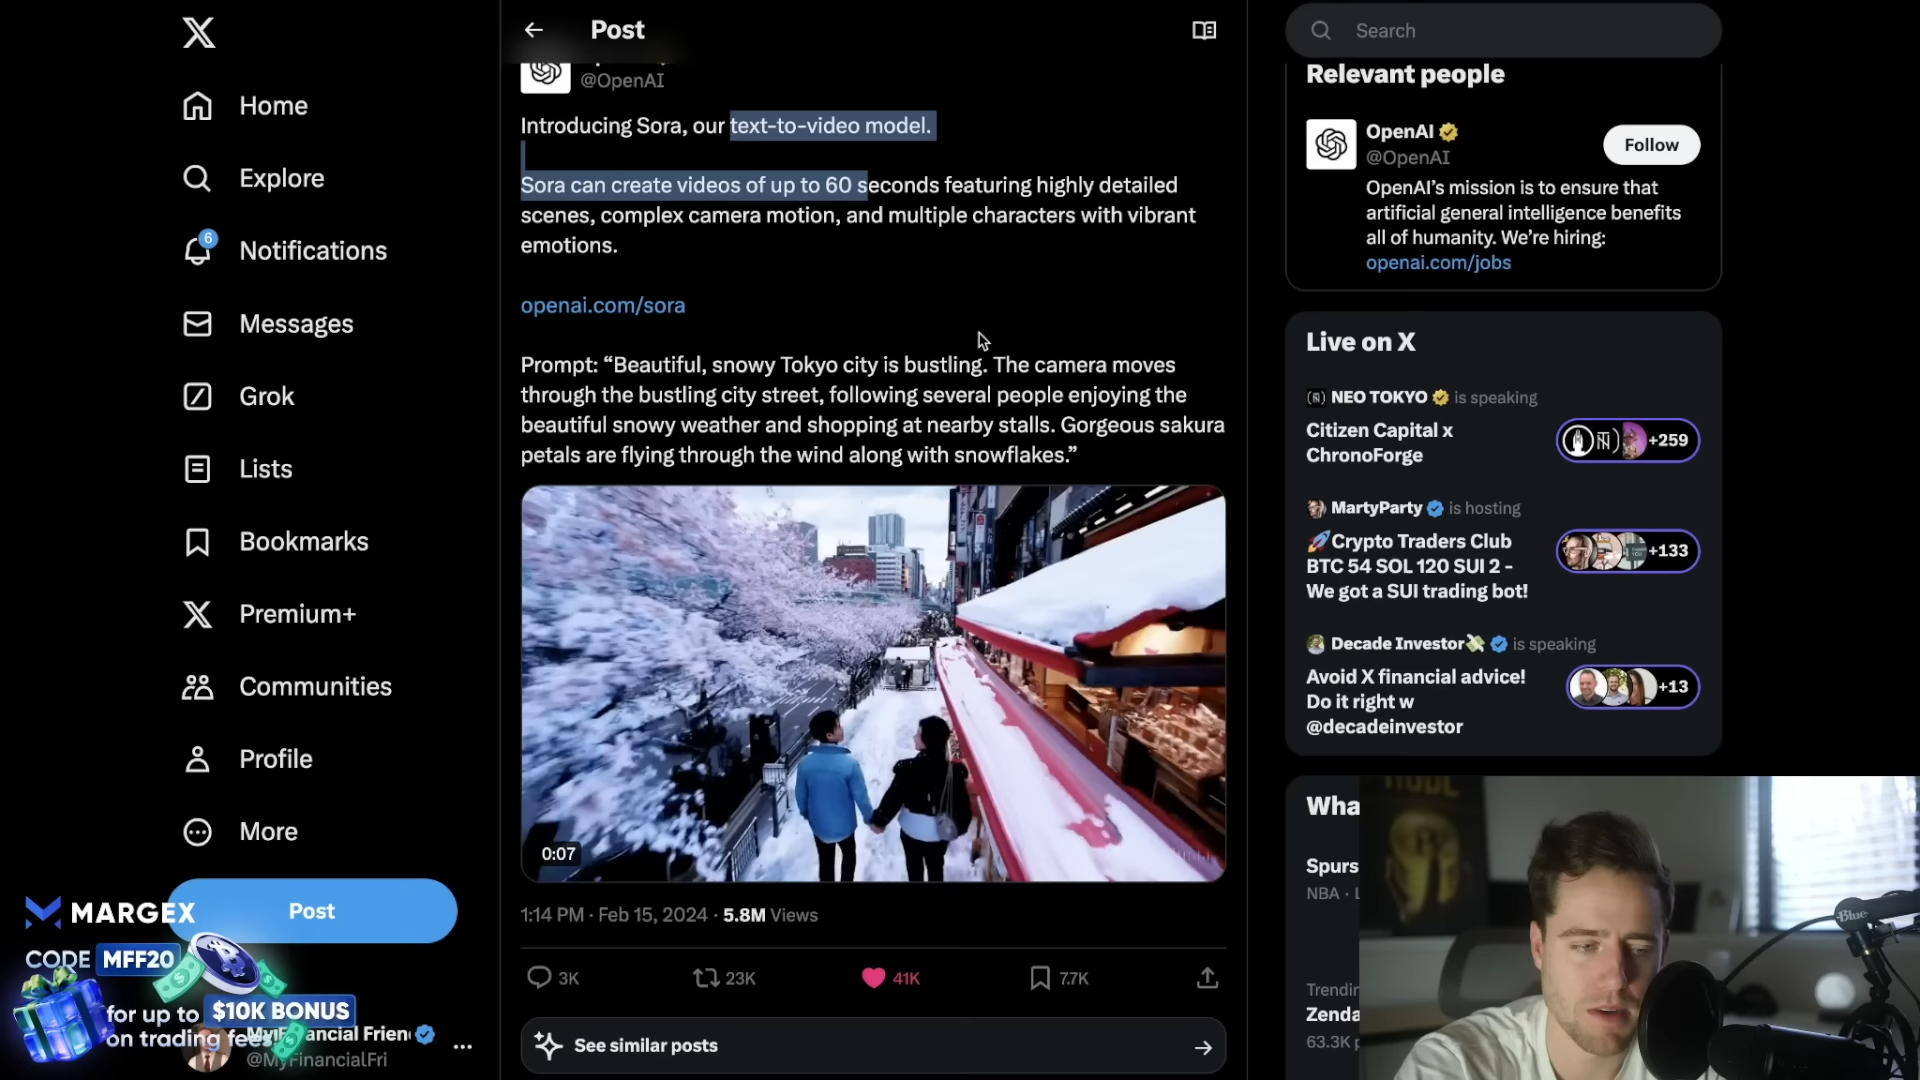 Home
Explore
6
Notifications
Messages
Grok
Lists
Bookmarks
Premium+
Communities
Profile
More
Post
MARGEX
CODE MFF20
for up to $10K BONUS
on trading fees
@MyFinancialFri
Post
@OpenAI
Introducing Sora, our text-to-video model.
Sora can create videos of up to 60 seconds featuring highly detailed
scenes, complex camera motion, and multiple characters with vibrant
emotions.
openai.com/sora
Prompt: “Beautiful, snowy Tokyo city is bustling. The camera moves
through the bustling city street, following several people enjoying the
beautiful snowy weather and shopping at nearby stalls. Gorgeous sakura
petals are flying through the wind along with snowflakes.”
0:07
1:14 PM · Feb 15, 2024 · 5.8M Views
3K 23K 41K 7.7K
See similar posts
Search
Relevant people
OpenAI
@OpenAI
Follow
OpenAI’s mission is to ensure that
artificial general intelligence benefits
all of humanity. We’re hiring:
openai.com/jobs
Live on X
NEO TOKYO is speaking
Citizen Capital x
ChronoForge
+259
MartyParty is hosting
Crypto Traders Club
BTC 54 SOL 120 SUI 2 -
We got a SUI trading bot!
+133
Decade Investor is speaking
Avoid X financial advice!
Do it right w
@decadeinvestor
+13
Wha
Spurs
NBA · L
Trendin
Zenda
63.3K p
Blue